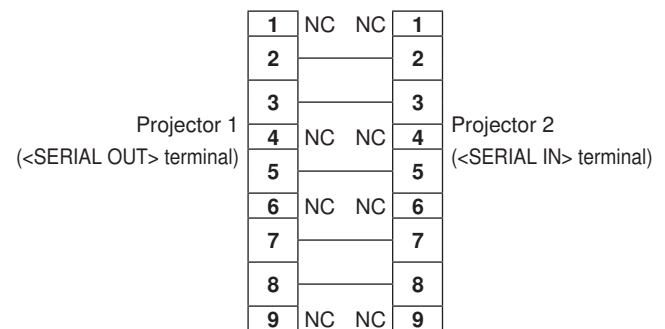 1 NC NC 1
2 2
3 3
Projector 1
(<SERIAL OUT> terminal)
4 NC NC 4
Projector 2
(<SERIAL IN> terminal)
5 5
6 NC NC 6
7 7
8 8
9 NC NC 9